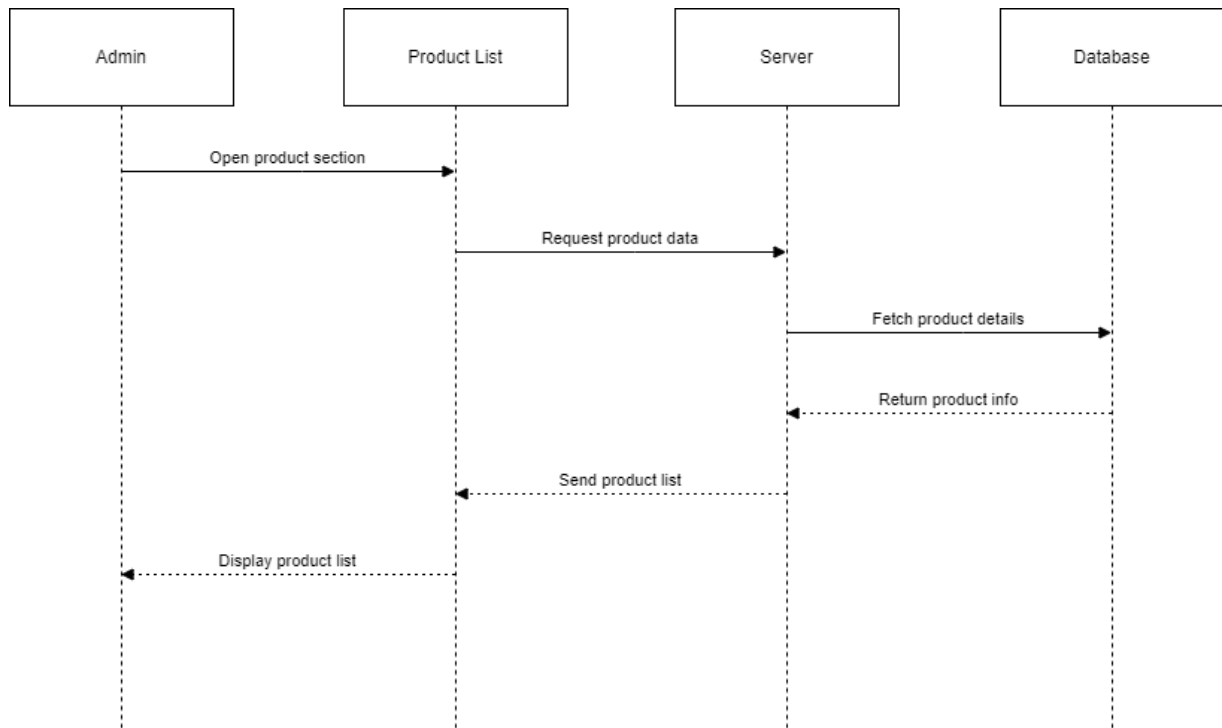 Admin
Product List
Server
Database
Open product section
Request product data
Fetch product details
Return product info
Send product list
Display product list